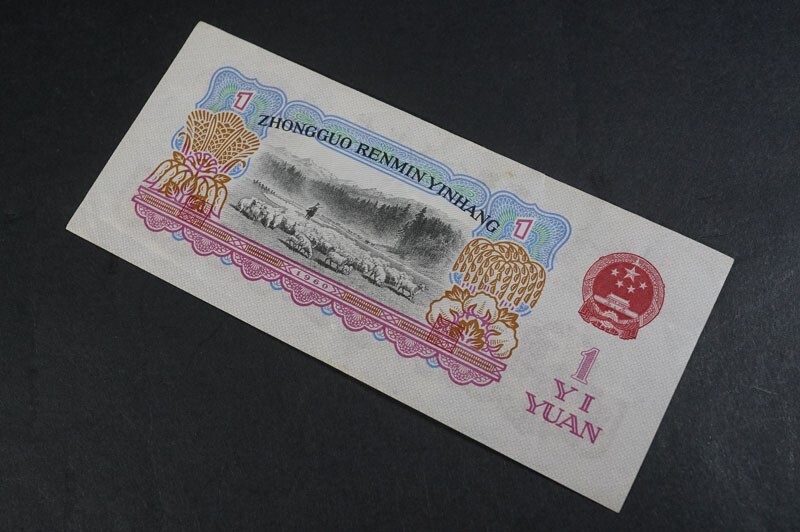 1
ZHONGGUO RENMIN YINHANG
1
1960
1
YI
YUAN